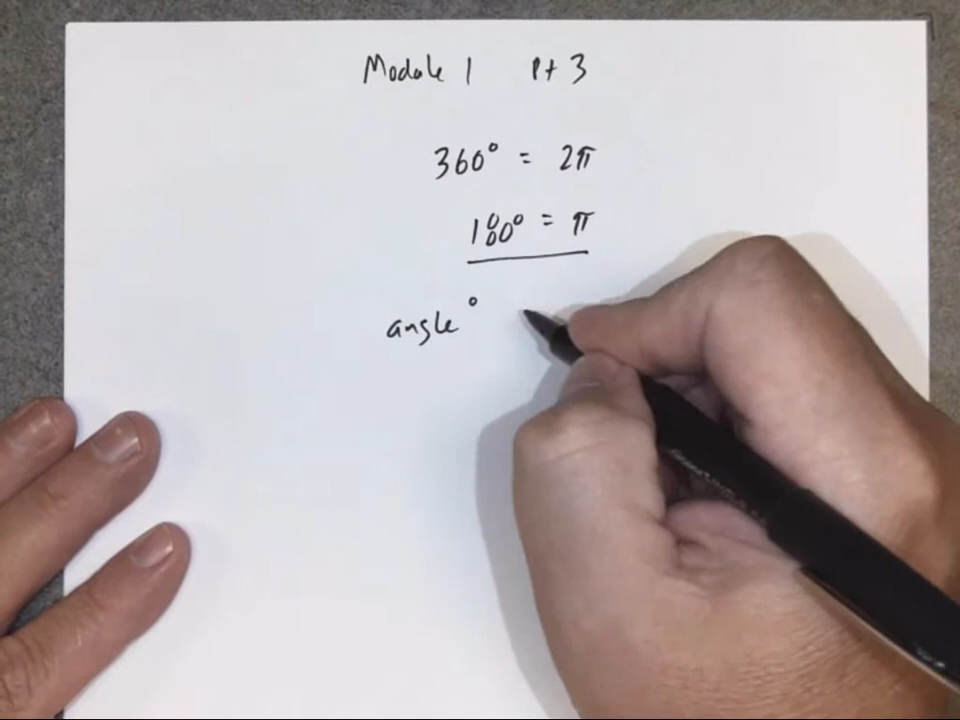 Module 1 Pt 3
360° = 2π
180° = π
angle °